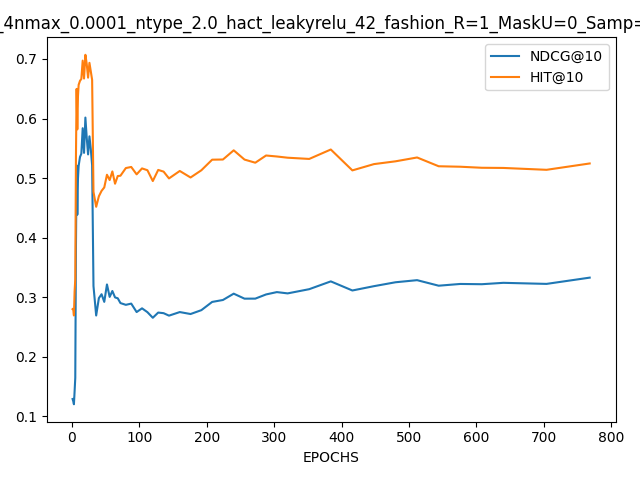 _4nmax_0.0001_ntype_2.0_hact_leakyrelu_42_fashion_R=1_MaskU=0_Samp=
NDCG@10
HIT@10
0.7
0.6
0.5
0.4
0.3
0.2
0.1
0 100 200 300 400 500 600 700 800
EPOCHS